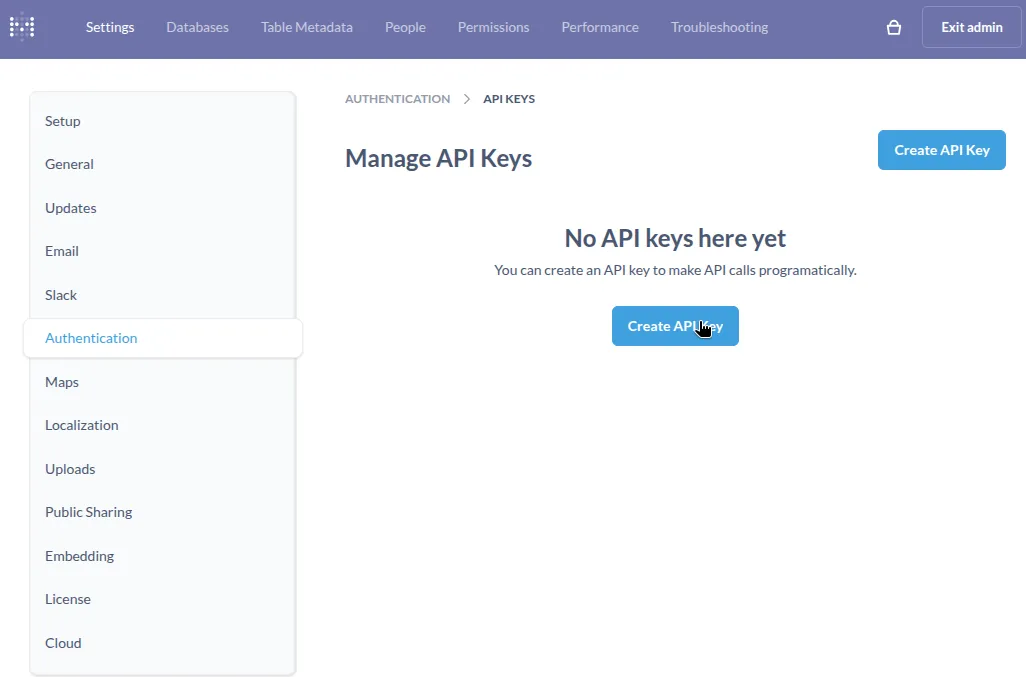 Settings Databases Table Metadata People Permissions Performance Troubleshooting Exit admin
Setup
General
Updates
Email
Slack
Authentication
Maps
Localization
Uploads
Public Sharing
Embedding
License
Cloud
AUTHENTICATION > API KEYS
Manage API Keys
Create API Key
No API keys here yet
You can create an API key to make API calls programatically.
Create API Key